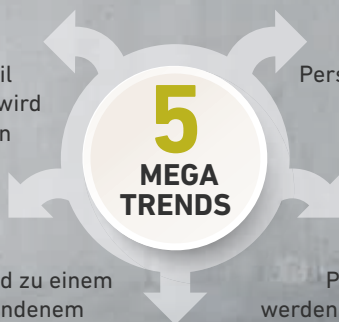 il
Pers
wird
n
5
MEGA
TRENDS
d zu einem
P
ndenem
werden